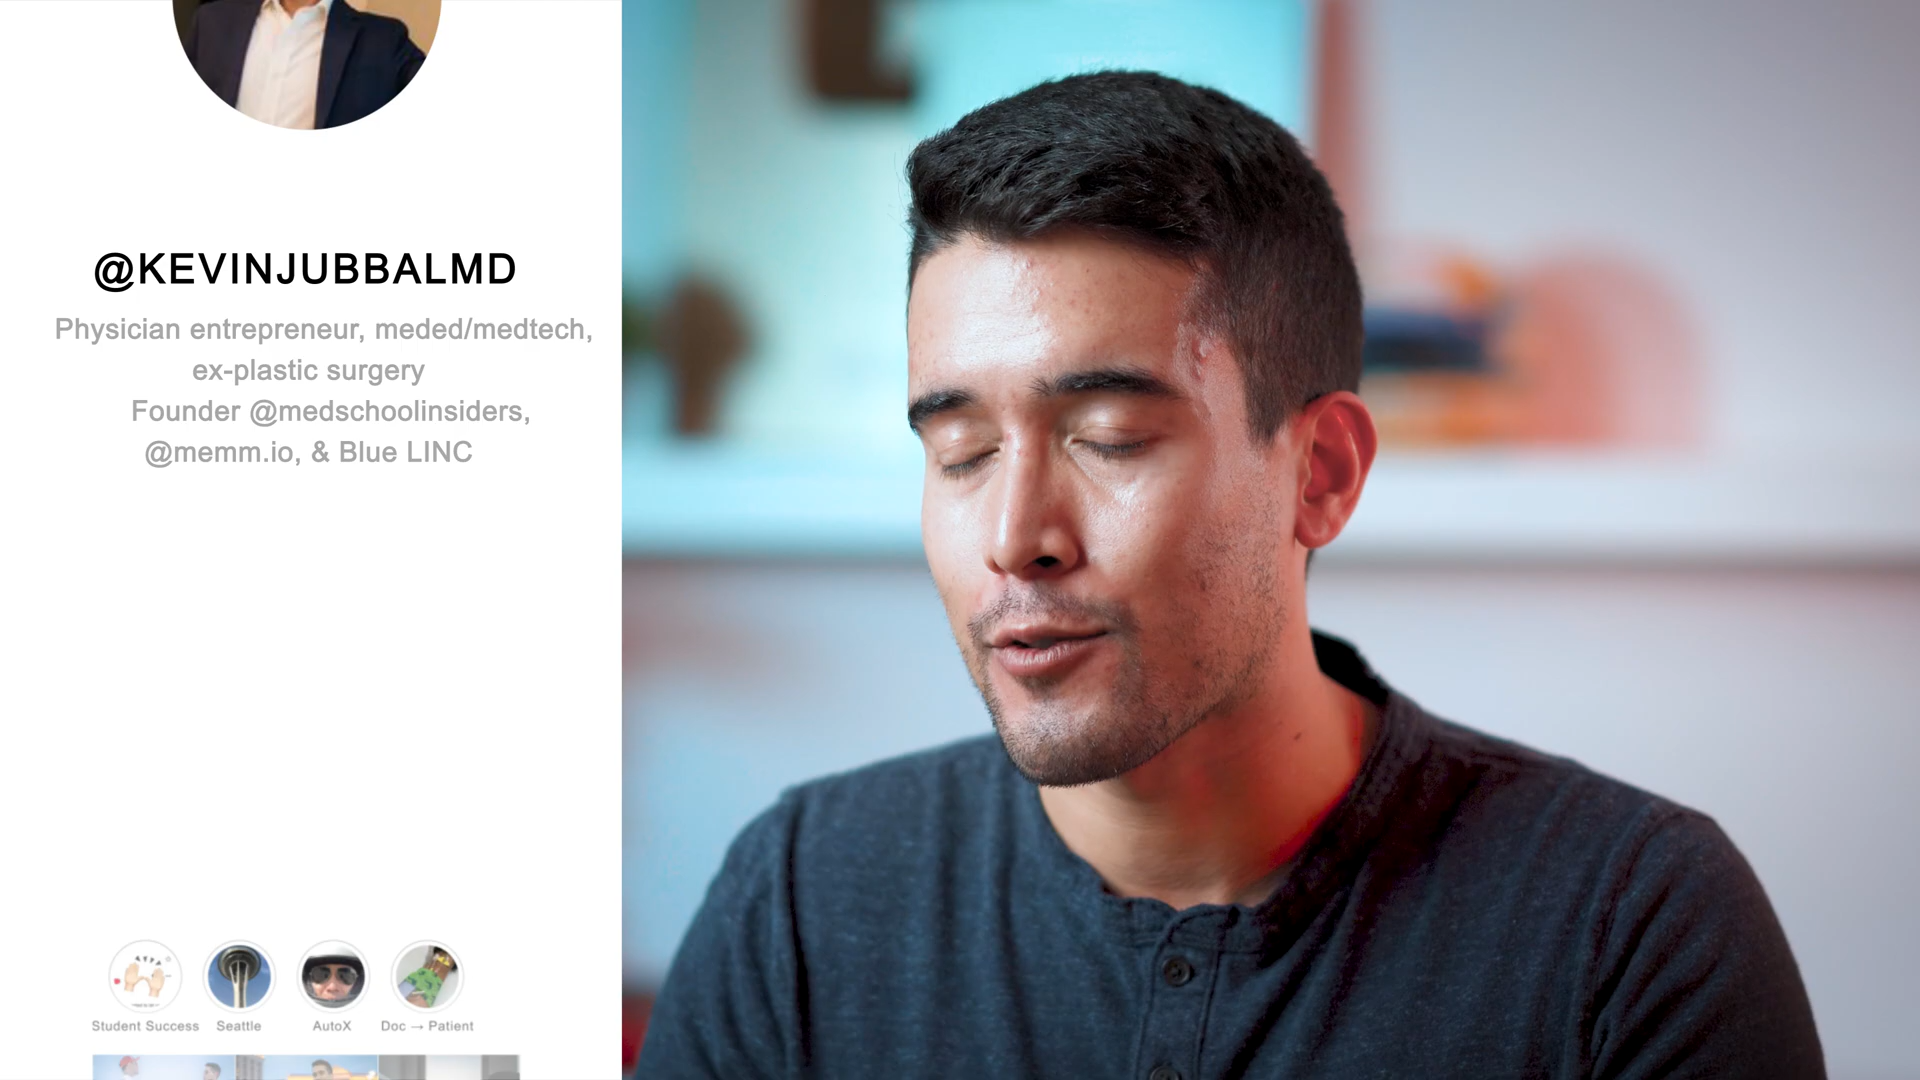 @KEVINJUBBALMD
Physician entrepreneur, meded/medtech,
ex-plastic surgery
Founder @medschoolinsiders,
@memm.io, & Blue LINC
Student Success
Seattle
AutoX
Doc → Patient